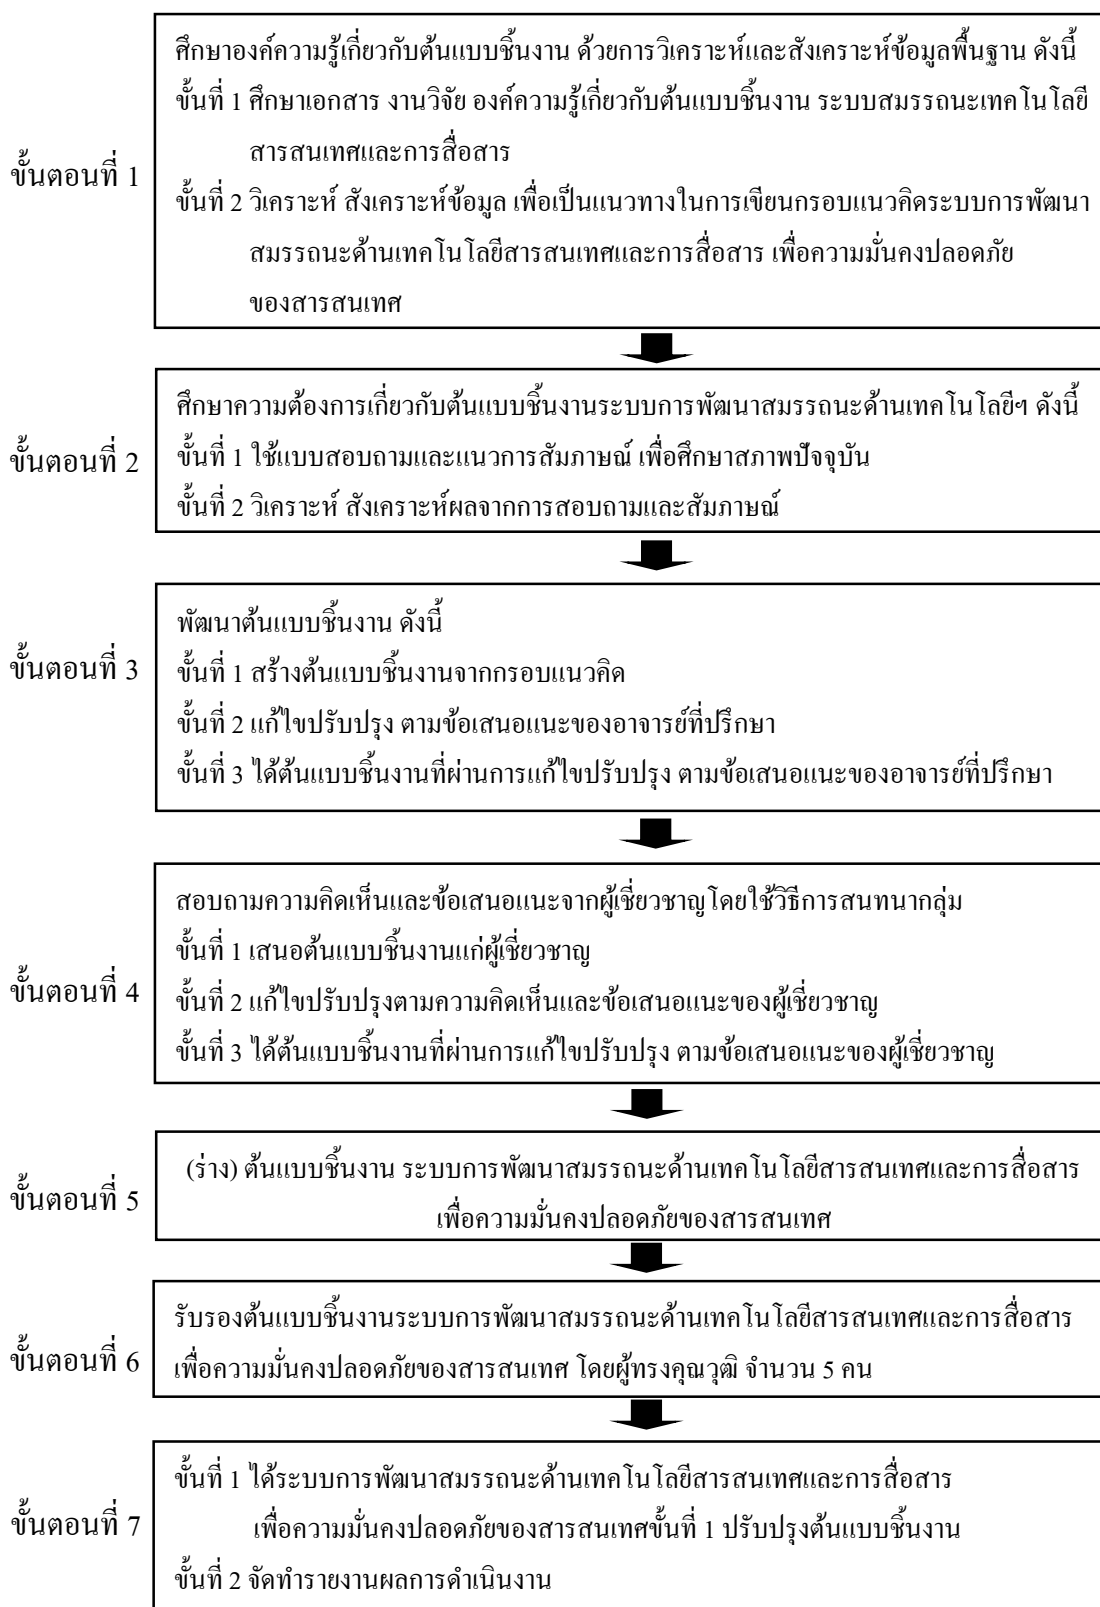 ศึกษาองค์ความรู้เกี่ยวกับต้นแบบชิ้นงาน ด้วยการวิเคราะห์และสังเคราะห์ข้อมูลพื้นฐาน ดังนี้
ขั้นที่ 1 ศึกษาเอกสาร งานวิจัย องค์ความรู้เกี่ยวกับต้นแบบชิ้นงาน ระบบสมรรถนะเทคโนโลยี
สารสนเทศและการสื่อสาร
ขั้นตอนที่ 1
ขั้นที่ 2 วิเคราะห์ สังเคราะห์ข้อมูล เพื่อเป็นแนวทางในการเขียนกรอบแนวคิดระบบการพัฒนา
สมรรถนะด้านเทคโนโลยีสารสนเทศและการสื่อสาร เพื่อความมั่นคงปลอดภัย
ของสารสนเทศ
ศึกษาความต้องการเกี่ยวกับต้นแบบชิ้นงานระบบการพัฒนาสมรรถนะด้านเทคโนโลยีฯ ดังนี้
ขั้นตอนที่ 2
ขั้นที่ 1 ใช้แบบสอบถามและแนวการสัมภาษณ์ เพื่อศึกษาสภาพปัจจุบัน
ขั้นที่ 2 วิเคราะห์ สังเคราะห์ผลจากการสอบถามและสัมภาษณ์
พัฒนาต้นแบบชิ้นงาน ดังนี้
ขั้นตอนที่ 3
ขั้นที่ 1 สร้างต้นแบบชิ้นงานจากกรอบแนวคิด
ขั้นที่ 2 แก้ไขปรับปรุง ตามข้อเสนอแนะของอาจารย์ที่ปรึกษา
ขั้นที่ 3 ได้ต้นแบบชิ้นงานที่ผ่านการแก้ไขปรับปรุง ตามข้อเสนอแนะของอาจารย์ที่ปรึกษา
สอบถามความคิดเห็นและข้อเสนอแนะจากผู้เชี่ยวชาญโดยใช้วิธีการสนทนากลุ่ม
ขั้นที่ 1 เสนอต้นแบบชิ้นงานแก่ผู้เชี่ยวชาญ
ขั้นตอนที่ 4
ขั้นที่ 2 แก้ไขปรับปรุงตามความคิดเห็นและข้อเสนอแนะของผู้เชี่ยวชาญ
ขั้นที่ 3 ได้ต้นแบบชิ้นงานที่ผ่านการแก้ไขปรับปรุง ตามข้อเสนอแนะของผู้เชี่ยวชาญ
ขั้นตอนที่ 5
(ร่าง) ต้นแบบชิ้นงาน ระบบการพัฒนาสมรรถนะด้านเทคโนโลยีสารสนเทศและการสื่อสาร
เพื่อความมั่นคงปลอดภัยของสารสนเทศ
ขั้นตอนที่ 6
รับรองต้นแบบชิ้นงานระบบการพัฒนาสมรรถนะด้านเทคโนโลยีสารสนเทศและการสื่อสาร
เพื่อความมั่นคงปลอดภัยของสารสนเทศ โดยผู้ทรงคุณวุฒิ จำนวน 5 คน
ขั้นตอนที่ 7
ขั้นที่ 1 ได้ระบบการพัฒนาสมรรถนะด้านเทคโนโลยีสารสนเทศและการสื่อสาร
เพื่อความมั่นคงปลอดภัยของสารสนเทศขั้นที่ 1 ปรับปรุงต้นแบบชิ้นงาน
ขั้นที่ 2 จัดทำรายงานผลการดำเนินงาน